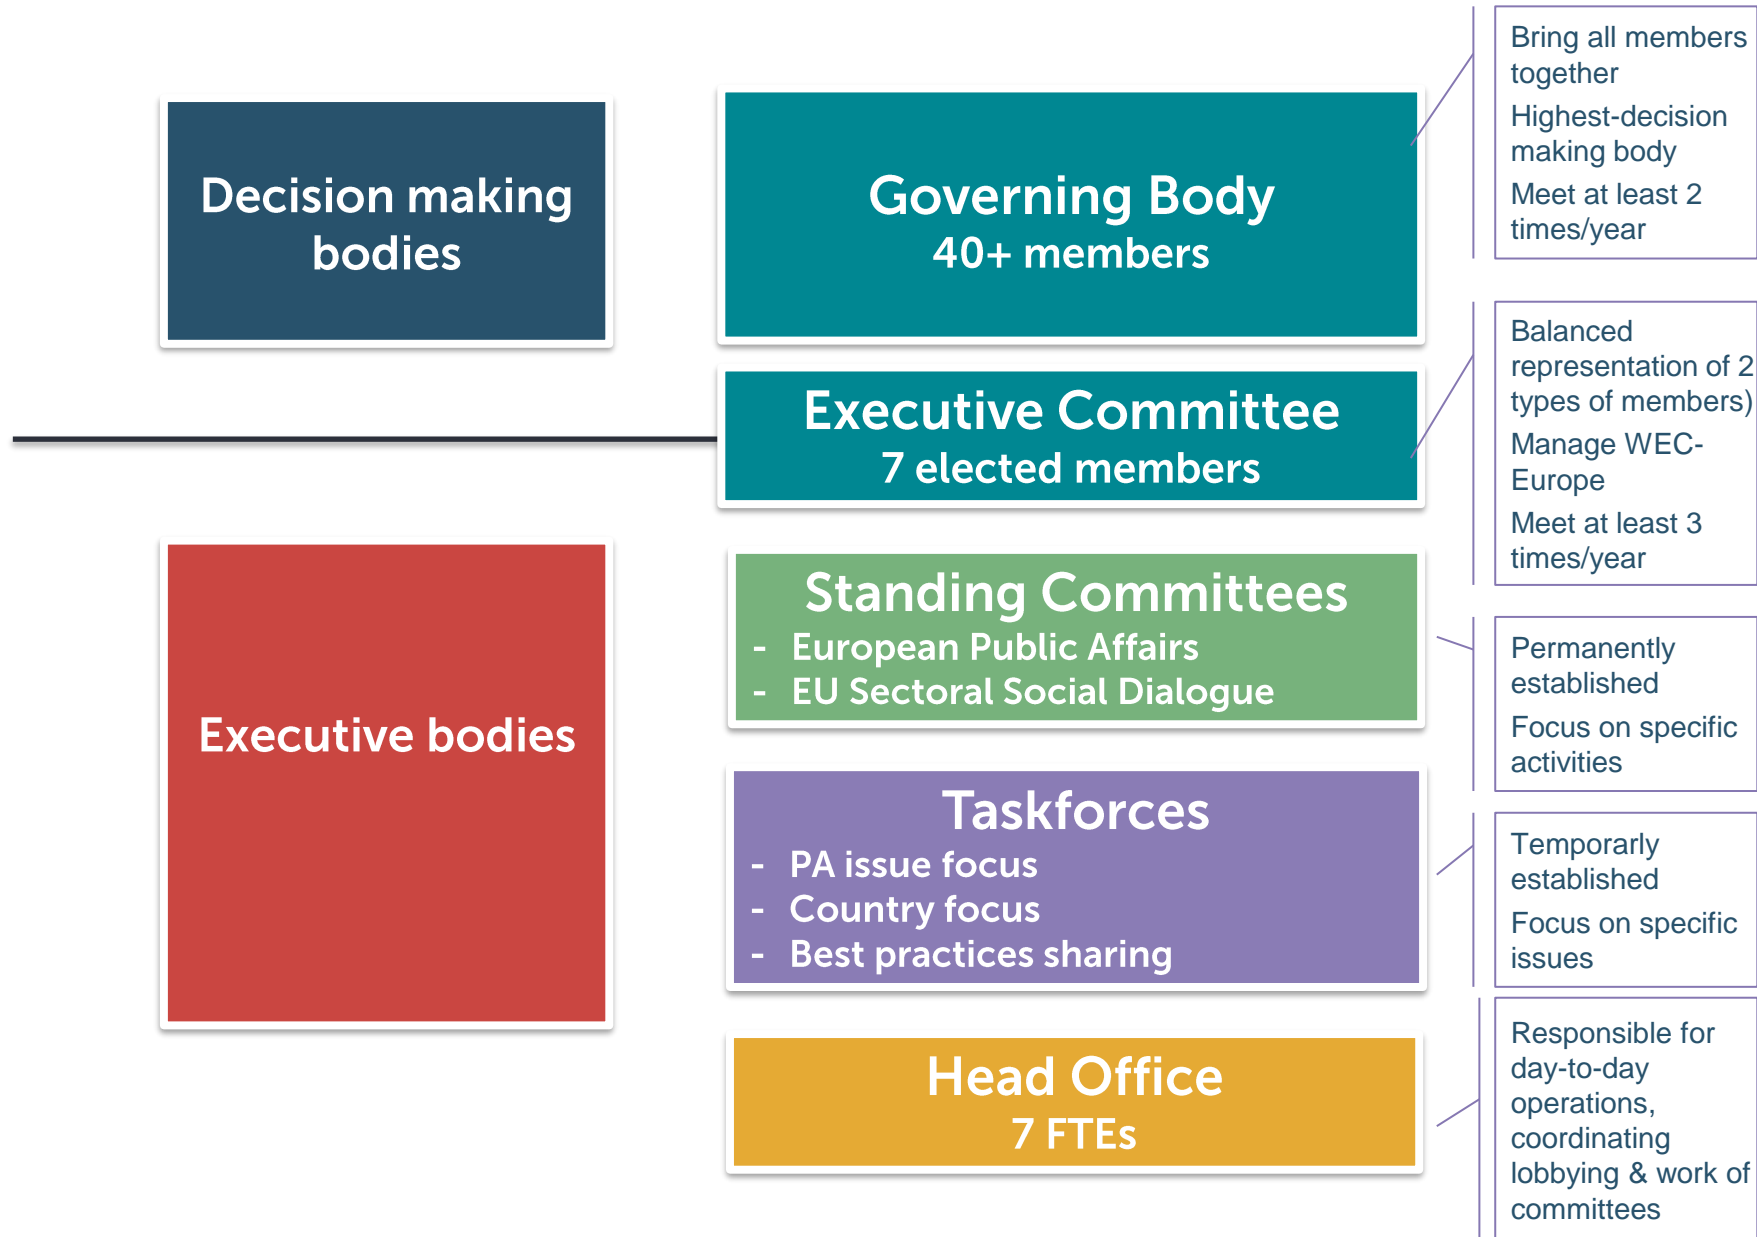 Decision making
bodies
Governing Body
40+ members
Bring all members
together
Highest-decision
making body
Meet at least 2
times/year
Executive Committee
7 elected members
Balanced
representation of 2
types of members)
Manage WEC-
Europe
Meet at least 3
times/year
Executive bodies
Standing Committees
- European Public Affairs
- EU Sectoral Social Dialogue
Permanently
established
Focus on specific
activities
Taskforces
- PA issue focus
- Country focus
- Best practices sharing
Temporarly
established
Focus on specific
issues
Head Office
7 FTEs
Responsible for
day-to-day
operations,
coordinating
lobbying & work of
committees